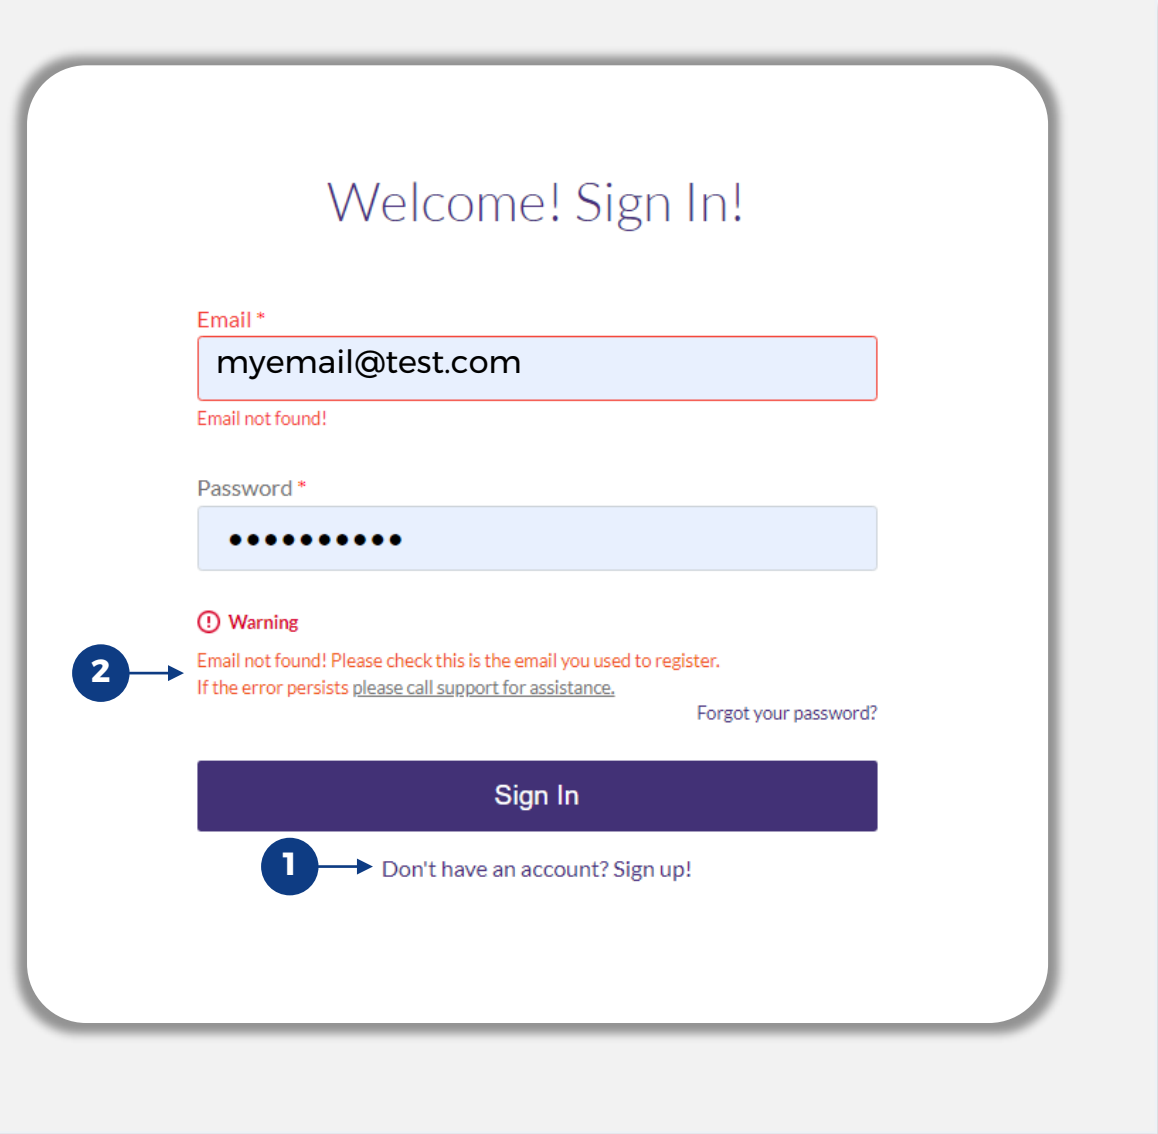 Welcome! Sign In!
Email *
myemail@test.com
Email not found!
Password *
••••••••••
Warning
2
Email not found! Please check this is the email you used to register.
If the error persists please call support for assistance.
Forgot your password?
Sign In
1
Don't have an account? Sign up!